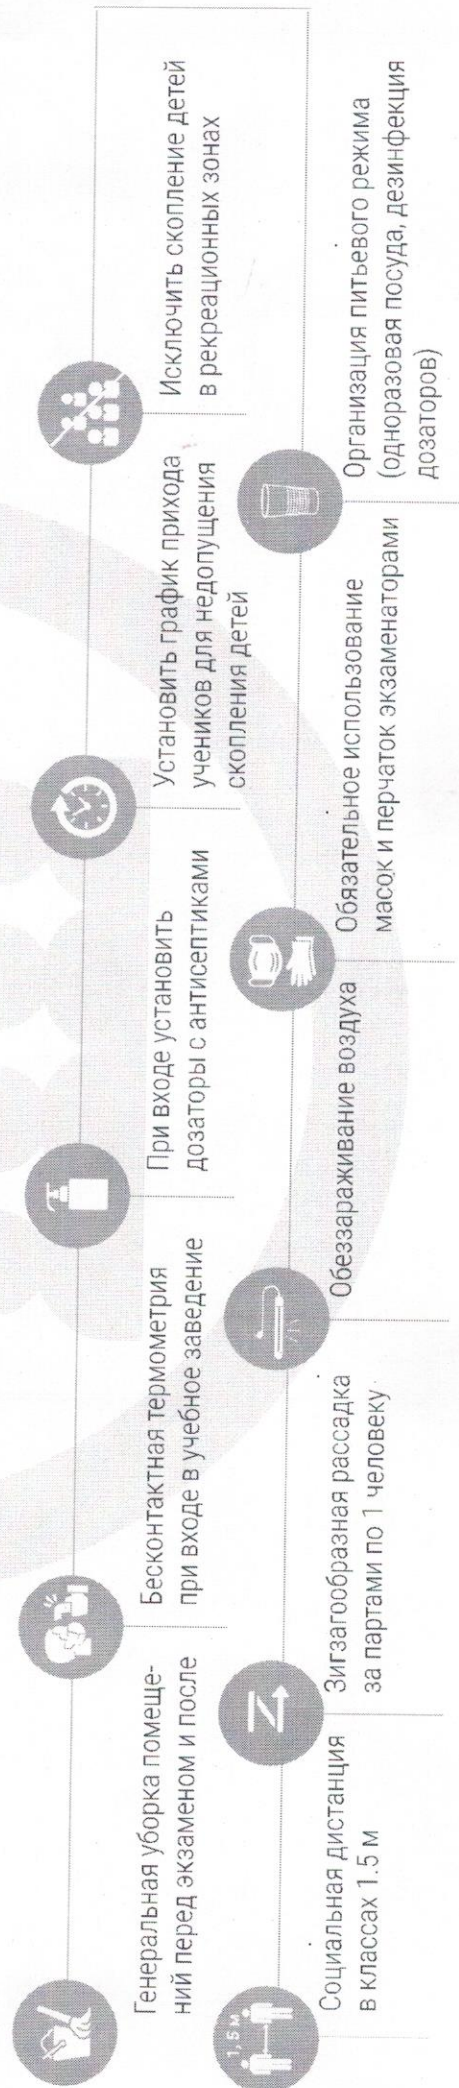 Генеральная уборка помеще-
ний перед экзаменом и после
Бесконтактная термометрия
при входе в учебное заведение
При входе установить
дозаторы с антисептиками
Установить график прихода
учеников для недопущения
скопления детей
Исключить скопление детей
в рекреационных зонах
1,5 м
Социальная дистанция
в классах 1.5 м
Зигзагообразная рассадка
за партами по 1 человеку
Обеззараживание воздуха
Обязательное использование
масок и перчаток экзаменаторами
Организация питьевого режима
(одноразовая посуда, дезинфекция
дозаторов)